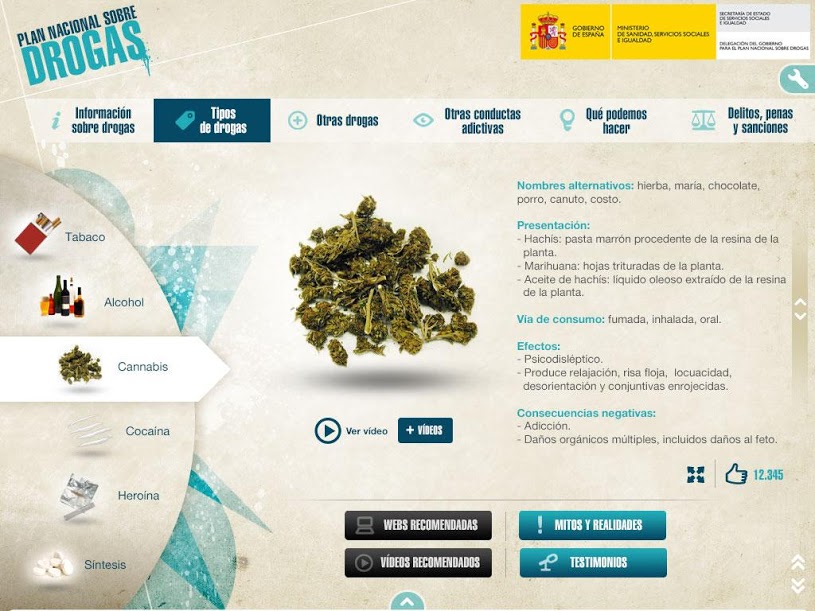 PLAN NACIONAL SOBRE
DROGAS
GOBIERNO
DE ESPAÑA
MINISTERIO
DE SANIDAD, SERVICIOS SOCIALES
E IGUALDAD
SECRETARÍA DE ESTADO
DE SERVICIOS SOCIALES
E IGUALDAD
DELEGACIÓN DEL GOBIERNO
PARA EL PLAN NACIONAL SOBRE DROGAS
Información
sobre drogas
Tipos
de drogas
Otras drogas
Otras conductas
adictivas
Qué podemos
hacer
Delitos, penas
y sanciones
Tabaco
Alcohol
Cannabis
Cocaína
Heroína
Síntesis
Ver vídeo
+ VÍDEOS
Nombres alternativos: hierba, maría, chocolate,
porro, canuto, costo.
Presentación:
- Hachís: pasta marrón procedente de la resina de la
planta.
- Marihuana: hojas trituradas de la planta.
- Aceite de hachís: líquido oleoso extraído de la resina
de la planta.
Vía de consumo: fumada, inhalada, oral.
Efectos:
- Psicodisléptico.
- Produce relajación, risa floja, locuacidad,
desorientación y conjuntivas enrojecidas.
Consecuencias negativas:
- Adicción.
- Daños orgánicos múltiples, incluidos daños al feto.
12.345
WEBS RECOMENDADAS
MITOS Y REALIDADES
VÍDEOS RECOMENDADOS
TESTIMONIOS